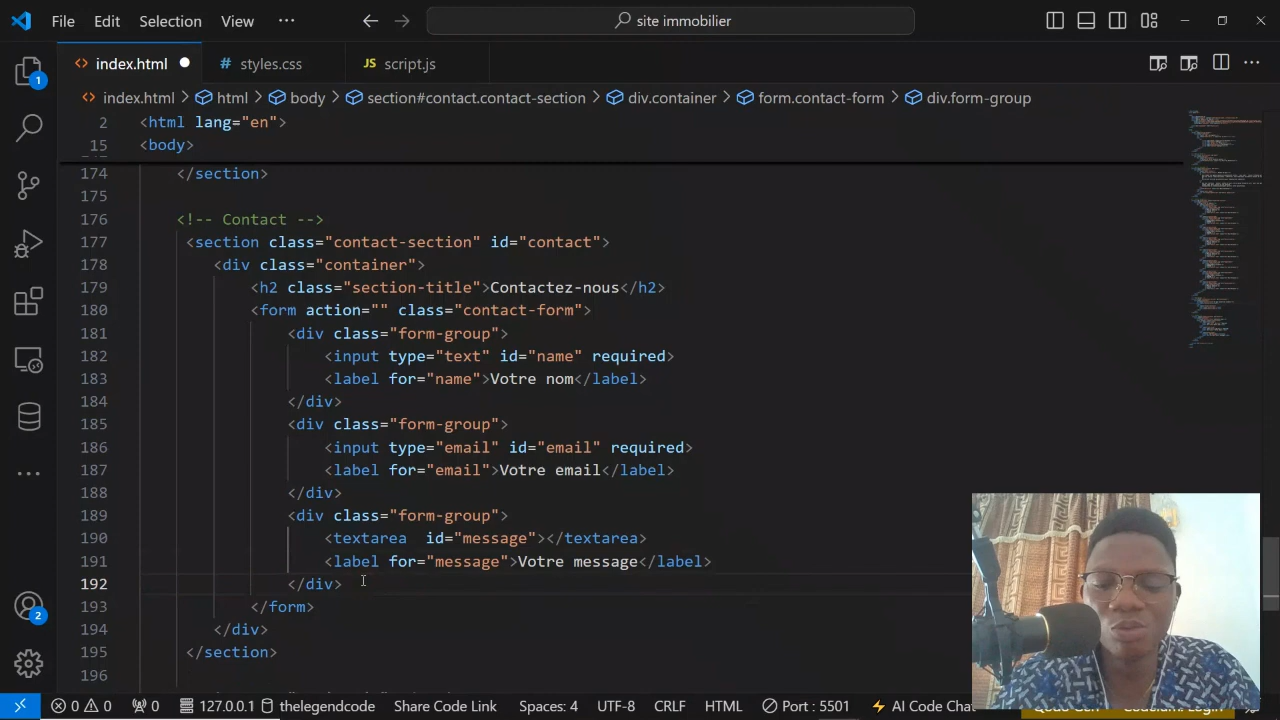 File Edit Selection View ··· site immobilier
index.html styles.css JS script.js
index.html > html > body > section#contact.contact-section > div.container > form.contact-form > div.form-group
2 <html lang="en">
15 <body>
174 </section>
175
176 <!-- Contact -->
177 <section class="contact-section" id="contact">
178 <div class="container">
179 <h2 class="section-title">Contactez-nous</h2>
180 <form action="" class="contact-form">
181 <div class="form-group">
182 <input type="text" id="name" required>
183 <label for="name">Votre nom</label>
184 </div>
185 <div class="form-group">
186 <input type="email" id="email" required>
187 <label for="email">Votre email</label>
188 </div>
189 <div class="form-group">
190 <textarea  id="message"></textarea>
191 <label for="message">Votre message</label>
192 </div>
193 </form>
194 </div>
195 </section>
196
1
2
0 0 0 127.0.0.1 thelegendcode Share Code Link Spaces: 4 UTF-8 CRLF HTML Port : 5501 AI Code Chat